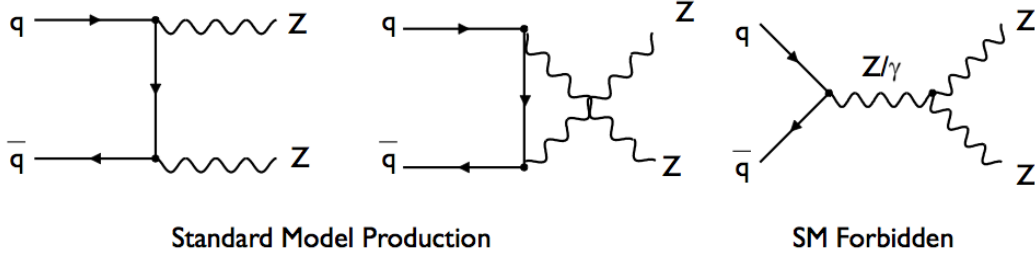 q Z q Z q Z/γ Z
q̄ Z q̄ Z q̄ Z
Standard Model Production SM Forbidden